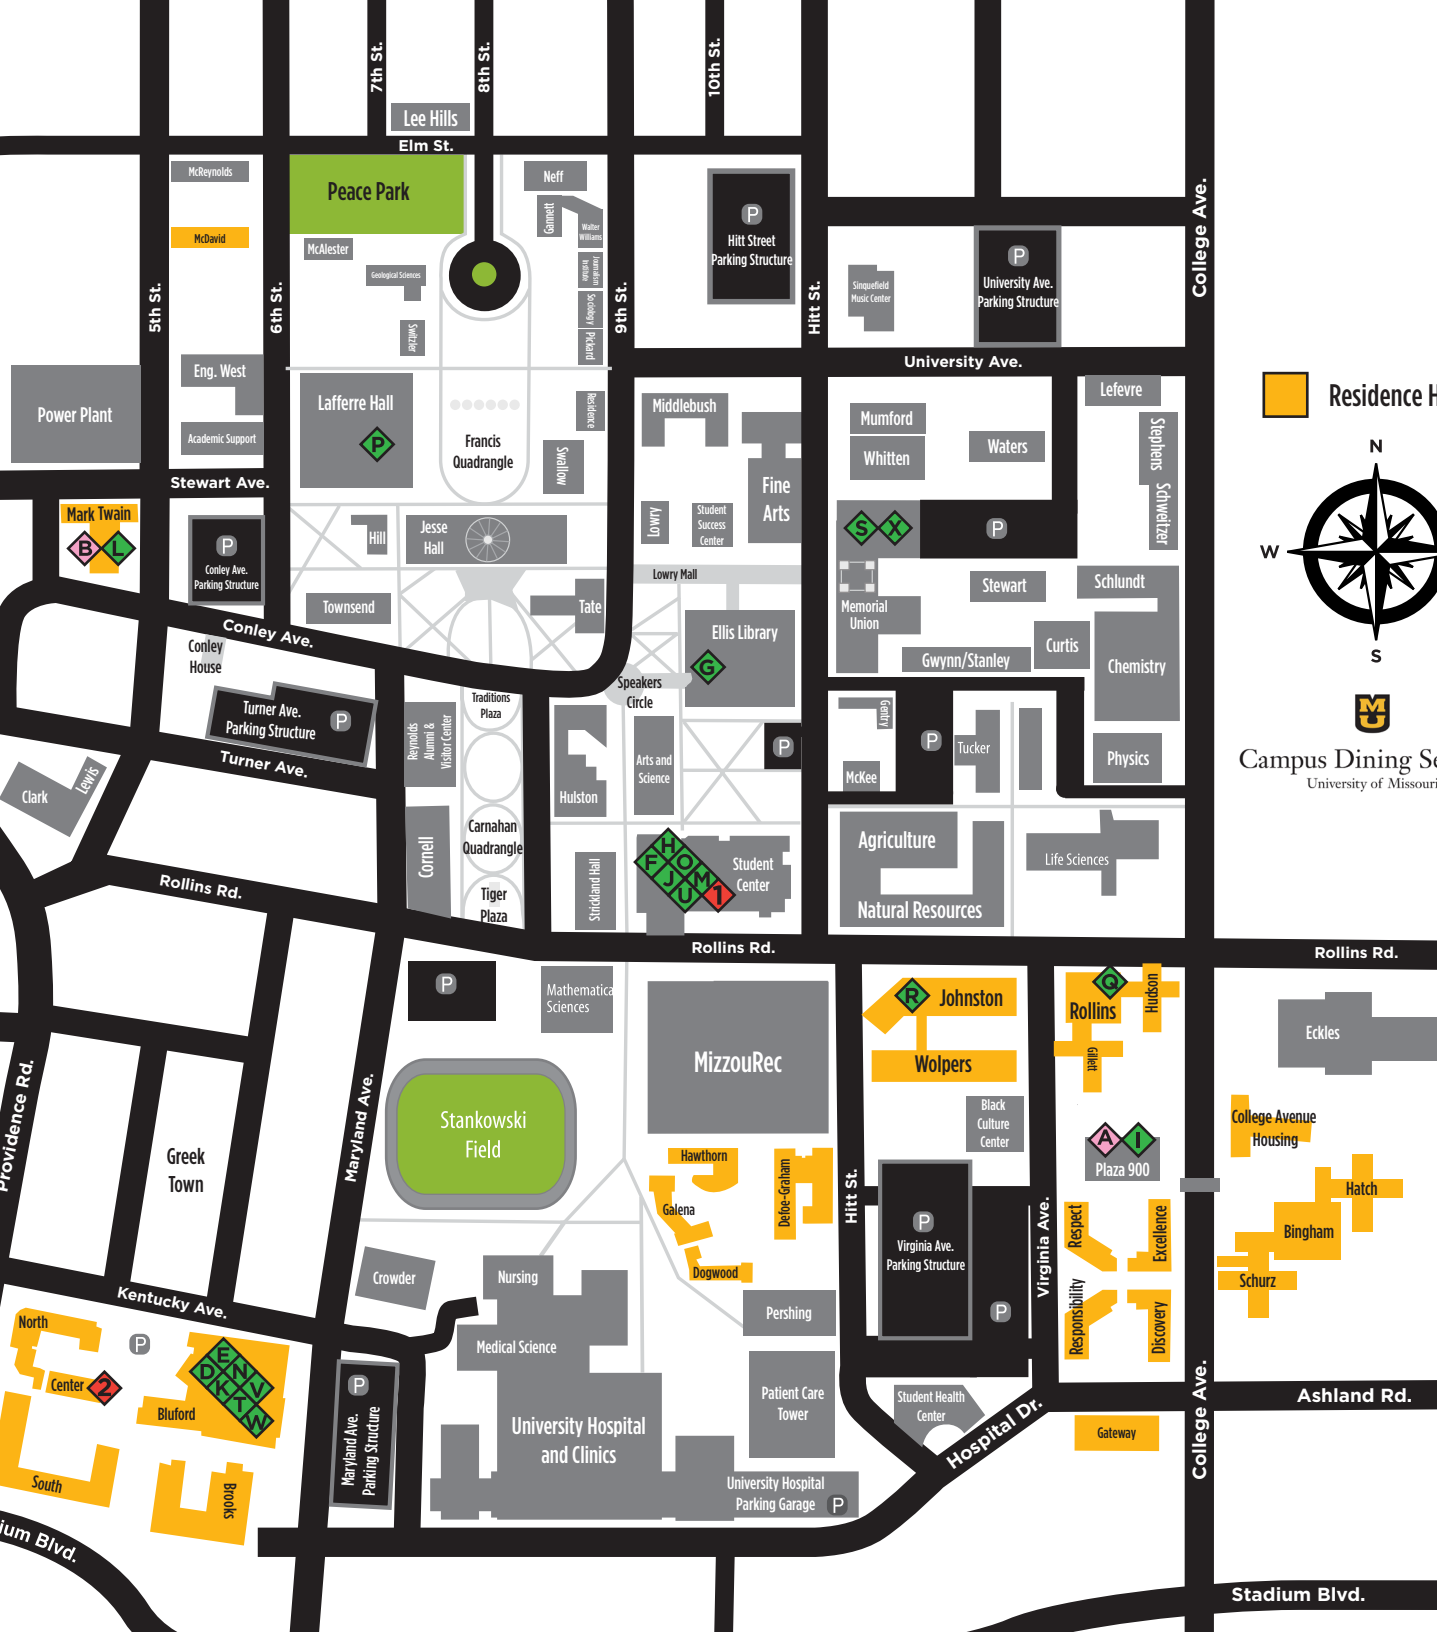 7th St.
8th St.
10th St.
Lee Hills
Elm St.
McReynolds
McDavid
Peace Park
McAlester
Geological Sciences
Switzler
Neff
Gannett
Walter
Williams
Journalism
Institute
Sociology
Pickard
P
Hitt Street
Parking Structure
5th St.
6th St.
9th St.
Hitt St.
College Ave.
Sinquefield
Music Center
P
University Ave.
Parking Structure
University Ave.
Power Plant
Eng. West
Academic Support
Lafferre Hall
P
Francis
Quadrangle
Residence
Swallow
Middlebush
Fine
Arts
Lowry
Student
Success
Center
Mumford
Whitten
Waters
Lefevre
Stephens
Schweitzer
Residence H
N
W
S
Stewart Ave.
Mark Twain
B
L
P
Conley Ave.
Parking Structure
Hill
Jesse
Hall
Townsend
Tate
Lowry Mall
Ellis Library
G
S
X
P
Memorial
Union
Stewart
Schlundt
Gwynn/Stanley
Curtis
Chemistry
Conley Ave.
Conley
House
Turner Ave.
Parking Structure
P
Turner Ave.
Speakers
Circle
Traditions
Plaza
Reynolds
Alumni &
Visitor Center
Hulston
Arts and
Science
P
Gentry
McKee
P
Tucker
Physics
MU
Campus Dining Se
University of Missouri
Clark
Lewis
Cornell
Carnahan
Quadrangle
Tiger
Plaza
Strickland Hall
H
F
O
J
M
U
1
Student
Center
Agriculture
Natural Resources
Life Sciences
Rollins Rd.
Rollins Rd.
Rollins Rd.
P
Mathematica
Sciences
MizzouRec
R
Johnston
Wolpers
Q
Rollins
Hudson
Gillett
Eckles
Black
Culture
Center
Stankowski
Field
Providence Rd.
Maryland Ave.
Greek
Town
Hawthorn
Galena
Defoe-Graham
Dogwood
Hitt St.
P
Virginia Ave.
Parking Structure
P
Virginia Ave.
A
I
Plaza 900
College Avenue
Housing
Hatch
Bingham
Schurz
Respect
Excellence
Responsibility
Discovery
Crowder
Nursing
Medical Science
Pershing
Kentucky Ave.
North
P
Center
2
E
D
N
K
V
T
W
Bluford
South
Brooks
P
Maryland Ave.
Parking Structure
University Hospital
and Clinics
Patient Care
Tower
University Hospital
Parking Garage
P
Student Health
Center
Hospital Dr.
Gateway
College Ave.
Ashland Rd.
ium Blvd.
Stadium Blvd.